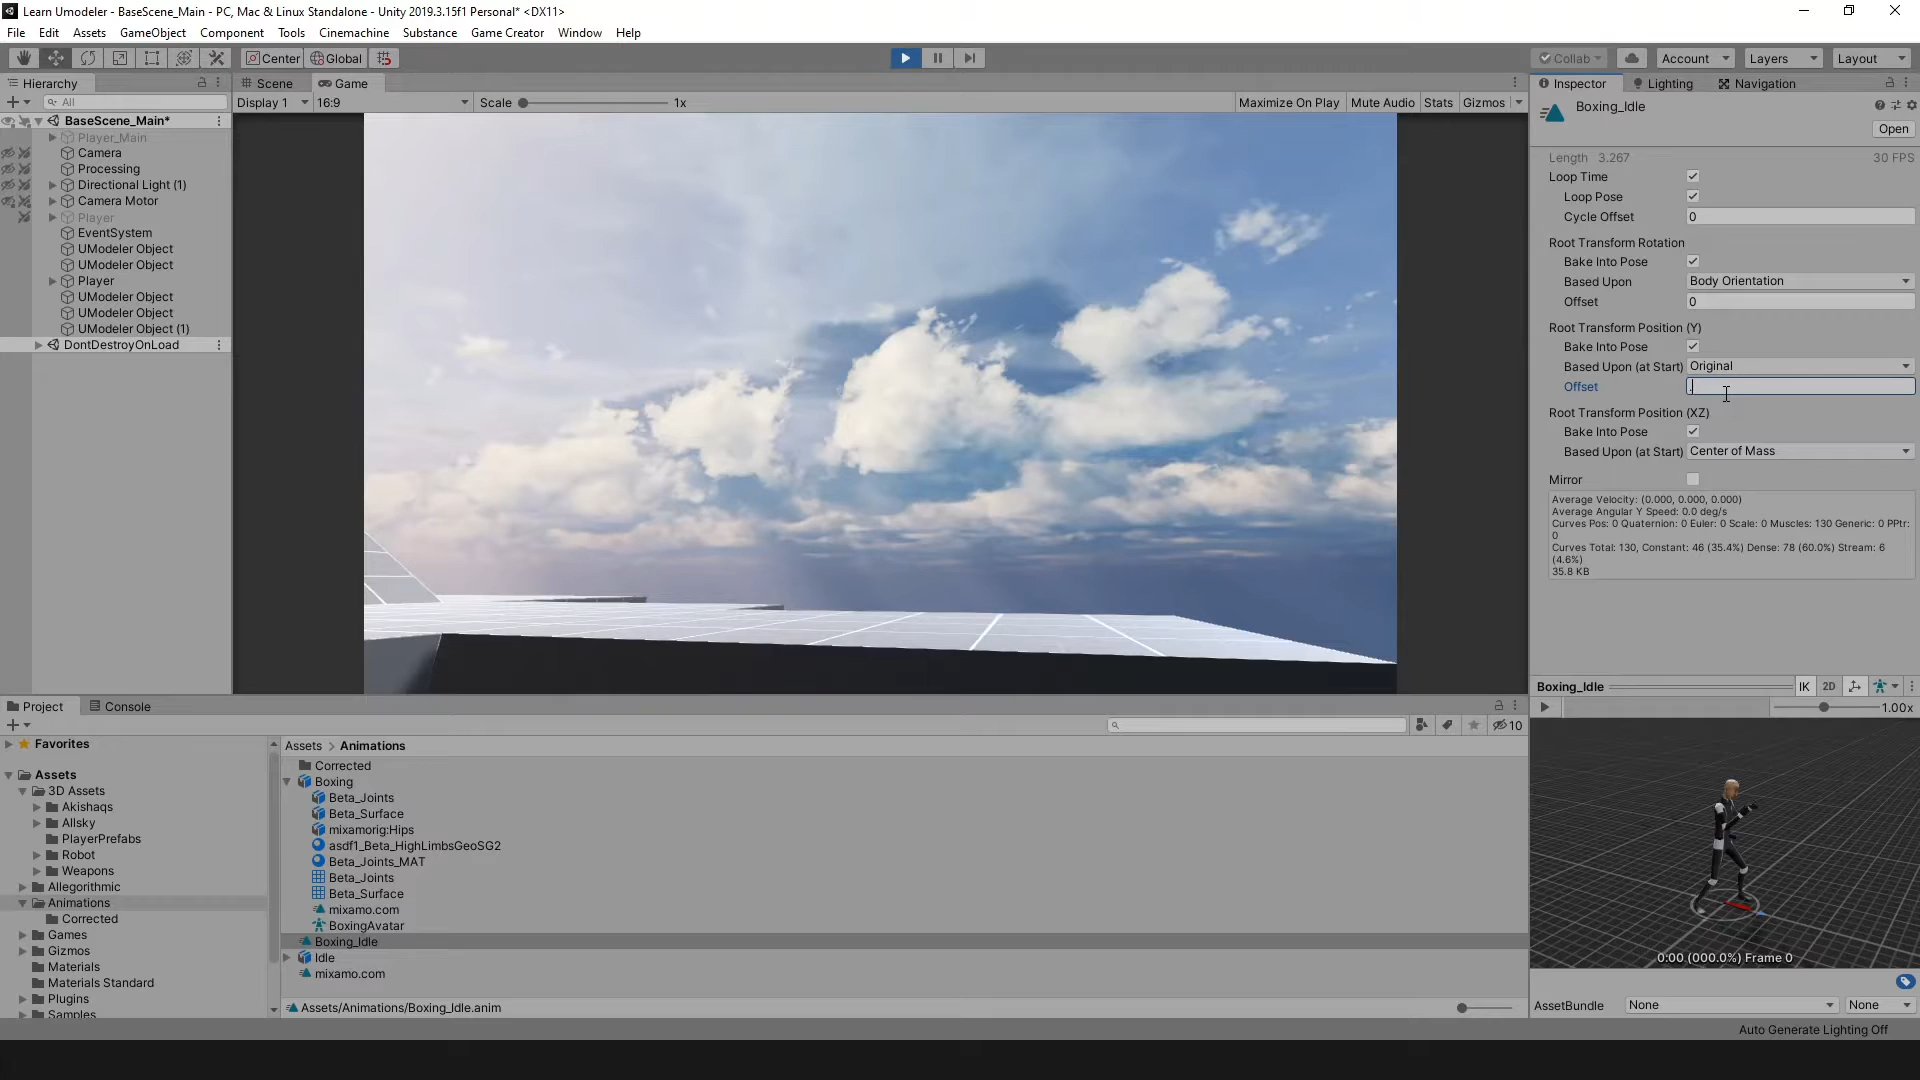 Learn Umodeler - BaseScene_Main - PC, Mac & Linux Standalone - Unity 2019.3.15f1 Personal* <DX11>
File Edit Assets GameObject Component Tools Cinemachine Substance Game Creator Window Help
Center Global Collab Account Layers Layout
Hierarchy Scene Game Inspector Lighting Navigation
All Display 1 16:9 Scale 1x Maximize On Play Mute Audio Stats Gizmos
Boxing_Idle
Open
BaseScene_Main*
Player_Main
Camera
Processing
Directional Light (1)
Camera Motor
Player
EventSystem
UModeler Object
UModeler Object
Player
UModeler Object
UModeler Object
UModeler Object (1)
DontDestroyOnLoad
Length 3.267 30 FPS
Loop Time
Loop Pose
Cycle Offset 0
Root Transform Rotation
Bake Into Pose
Based Upon Body Orientation
Offset 0
Root Transform Position (Y)
Bake Into Pose
Based Upon (at Start) Original
Offset
Root Transform Position (XZ)
Bake Into Pose
Based Upon (at Start) Center of Mass
Mirror
Average Velocity: (0.000, 0.000, 0.000)
Average Angular Y Speed: 0.0 deg/s
Curves Pos: 0 Quaternion: 0 Euler: 0 Scale: 0 Muscles: 130 Generic: 0 PPtr:
0
Curves Total: 130, Constant: 46 (35.4%) Dense: 78 (60.0%) Stream: 6
(4.6%)
35.8 KB
Boxing_Idle IK 2D
1.00x
0:00 (000.0%) Frame 0
AssetBundle None None
Project Console
10
Favorites
Assets
3D Assets
Akishaqs
Allsky
PlayerPrefabs
Robot
Weapons
Allegorithmic
Animations
Corrected
Games
Gizmos
Materials
Materials Standard
Plugins
Samples
Assets > Animations
Corrected
Boxing
Beta_Joints
Beta_Surface
mixamorig:Hips
asdf1_Beta_HighLimbsGeoSG2
Beta_Joints_MAT
Beta_Joints
Beta_Surface
mixamo.com
BoxingAvatar
Boxing_Idle
Idle
mixamo.com
Assets/Animations/Boxing_Idle.anim
Auto Generate Lighting Off